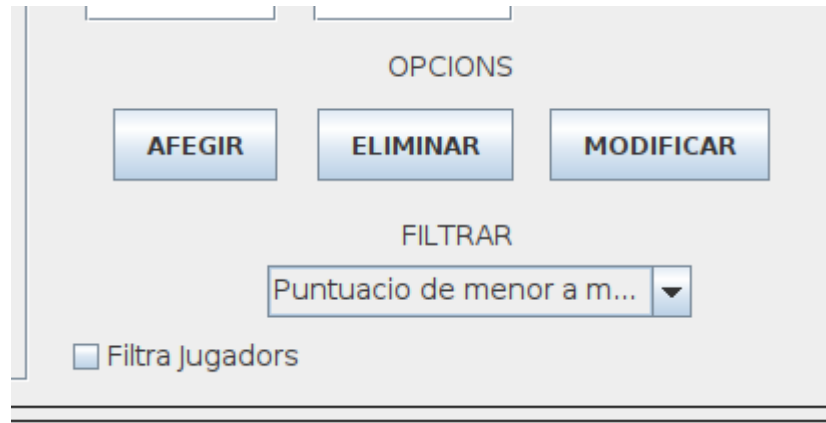 OPCIONS
AFEGIR ELIMINAR MODIFICAR
FILTRAR
Puntuacio de menor a m...
Filtra Jugadors